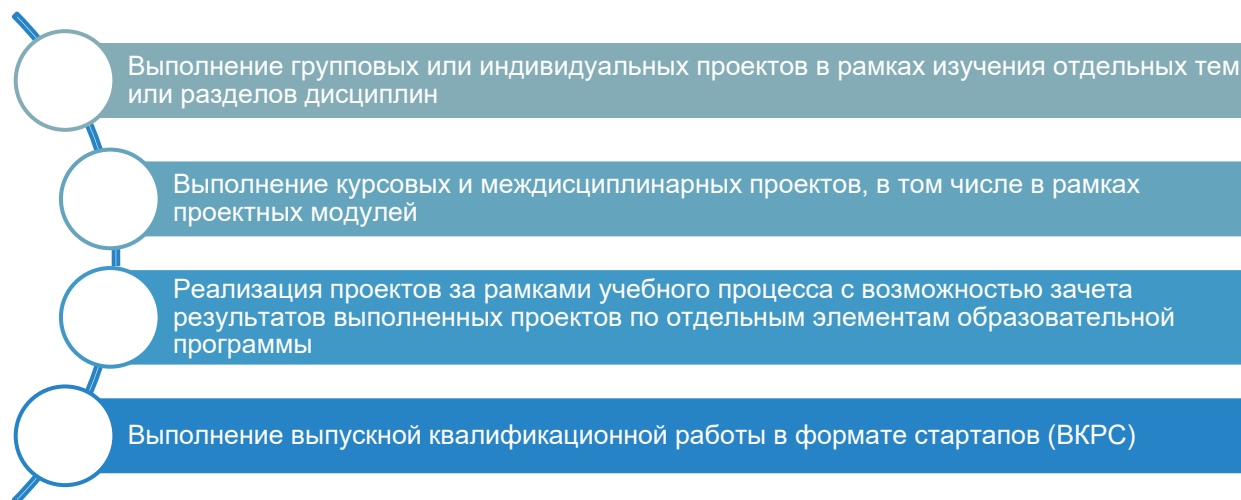 Выполнение групповых или индивидуальных проектов в рамках изучения отдельных тем
или разделов дисциплин
Выполнение курсовых и междисциплинарных проектов, в том числе в рамках
проектных модулей
Реализация проектов за рамками учебного процесса с возможностью зачета
результатов выполненных проектов по отдельным элементам образовательной
программы
Выполнение выпускной квалификационной работы в формате стартапов (ВКРС)